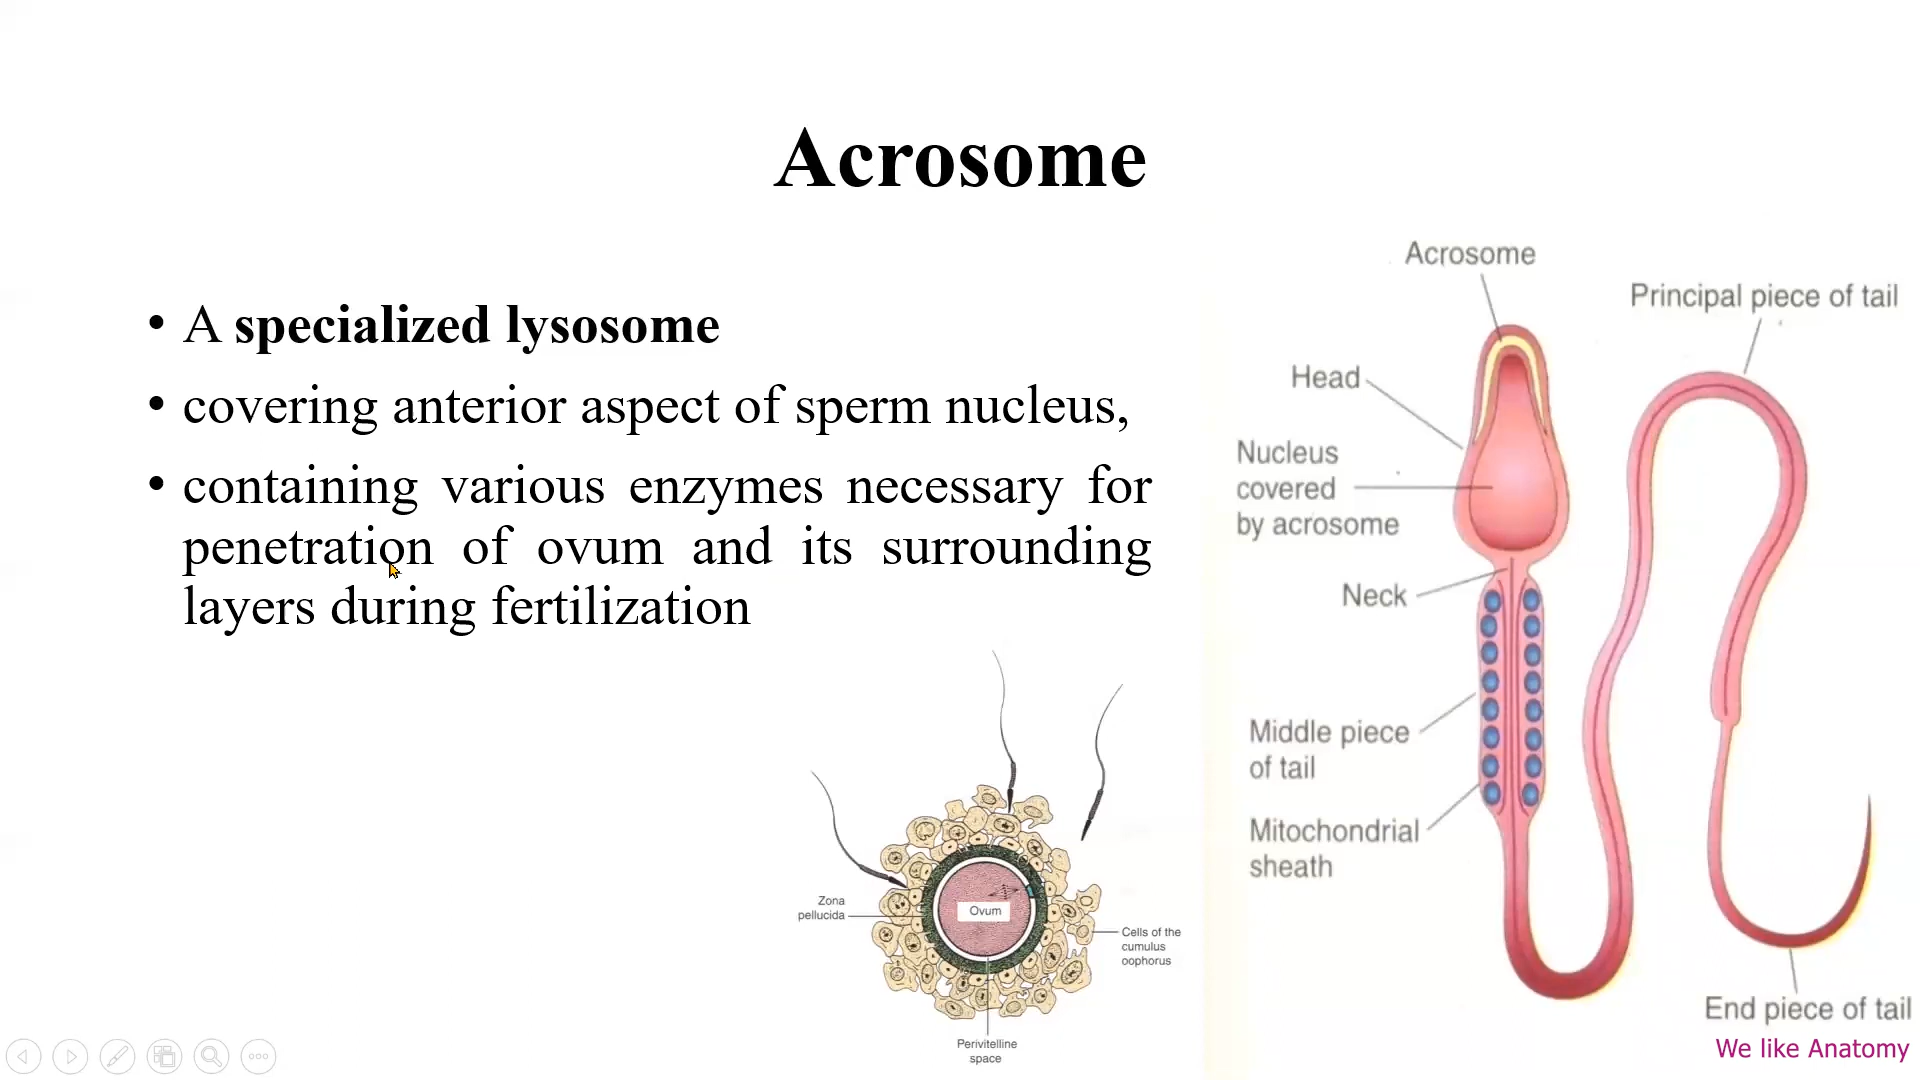 Acrosome
• A specialized lysosome
• covering anterior aspect of sperm nucleus,
• containing various enzymes necessary for
penetration of ovum and its surrounding
layers during fertilization
Acrosome
Principal piece of tail
Head
Nucleus
covered
by acrosome
Neck
Middle piece
of tail
Mitochondrial
sheath
End piece of tail
Zona
pellucida
Ovum
Cells of the
cumulus
oophorus
Perivitelline
space
We like Anatomy